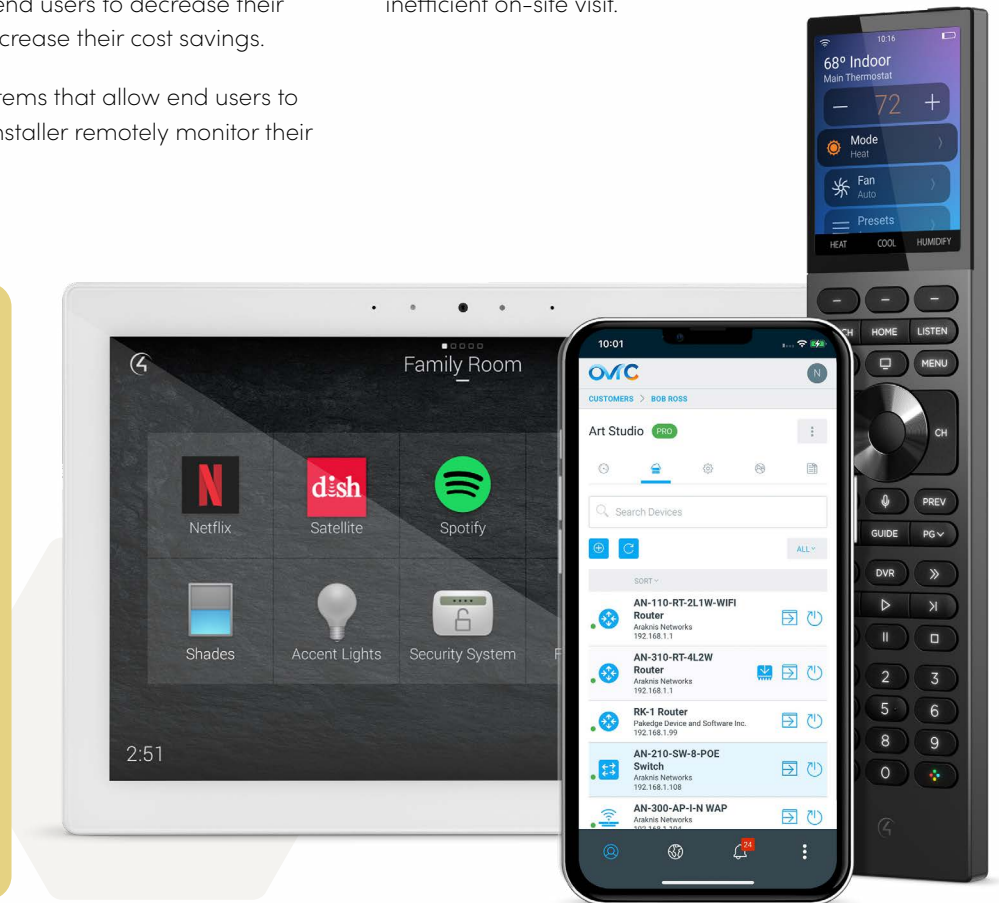 end users to decrease their
crease their cost savings.
tems that allow end users to
nstaller remotely monitor their
inefficient on-site visit.
Family Room
Netflix
dish
Satellite
Spotify
Shades
Accent Lights
Security System
2:51
10:01
OvrC
N
CUSTOMERS > BOB ROSS
Art Studio PRO
Search Devices
ALL
SORT
AN-110-RT-2L1W-WIFI
Router
Araknis Networks
192.168.1.1
AN-310-RT-4L2W
Router
Araknis Networks
192.168.1.1
RK-1 Router
Pakedge Device and Software Inc.
192.168.1.99
AN-210-SW-8-POE
Switch
Araknis Networks
192.168.1.108
AN-300-AP-I-N WAP
Araknis Networks
24
10:16
68º Indoor
Main Thermostat
— 72 +
Mode
Heat
Fan
Auto
Presets
HEAT COOL HUMIDIFY
HOME LISTEN
MENU
CH
PREV
GUIDE PG
DVR
2 3
5 6
8 9
0